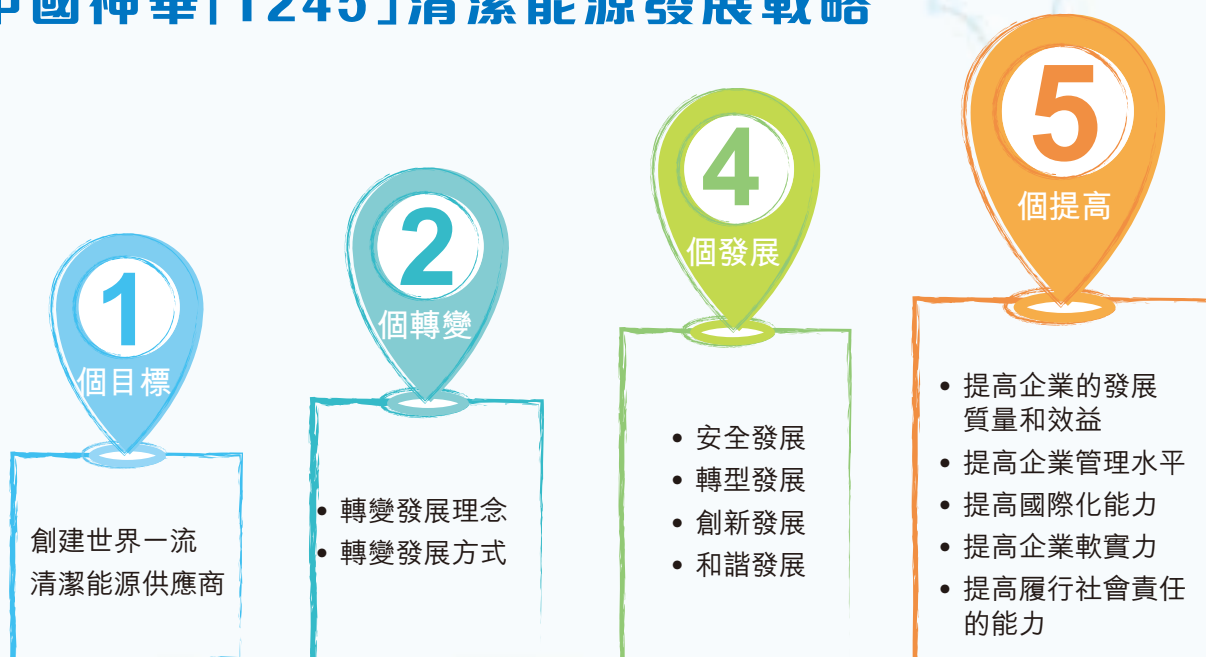 中國神華「1245」清潔能源發展戰略
1
個目標
創建世界一流
清潔能源供應商
2
個轉變
• 轉變發展理念
• 轉變發展方式
4
個發展
• 安全發展
• 轉型發展
• 創新發展
• 和諧發展
5
個提高
• 提高企業的發展
質量和效益
• 提高企業管理水平
• 提高國際化能力
• 提高企業軟實力
• 提高履行社會責任
的能力